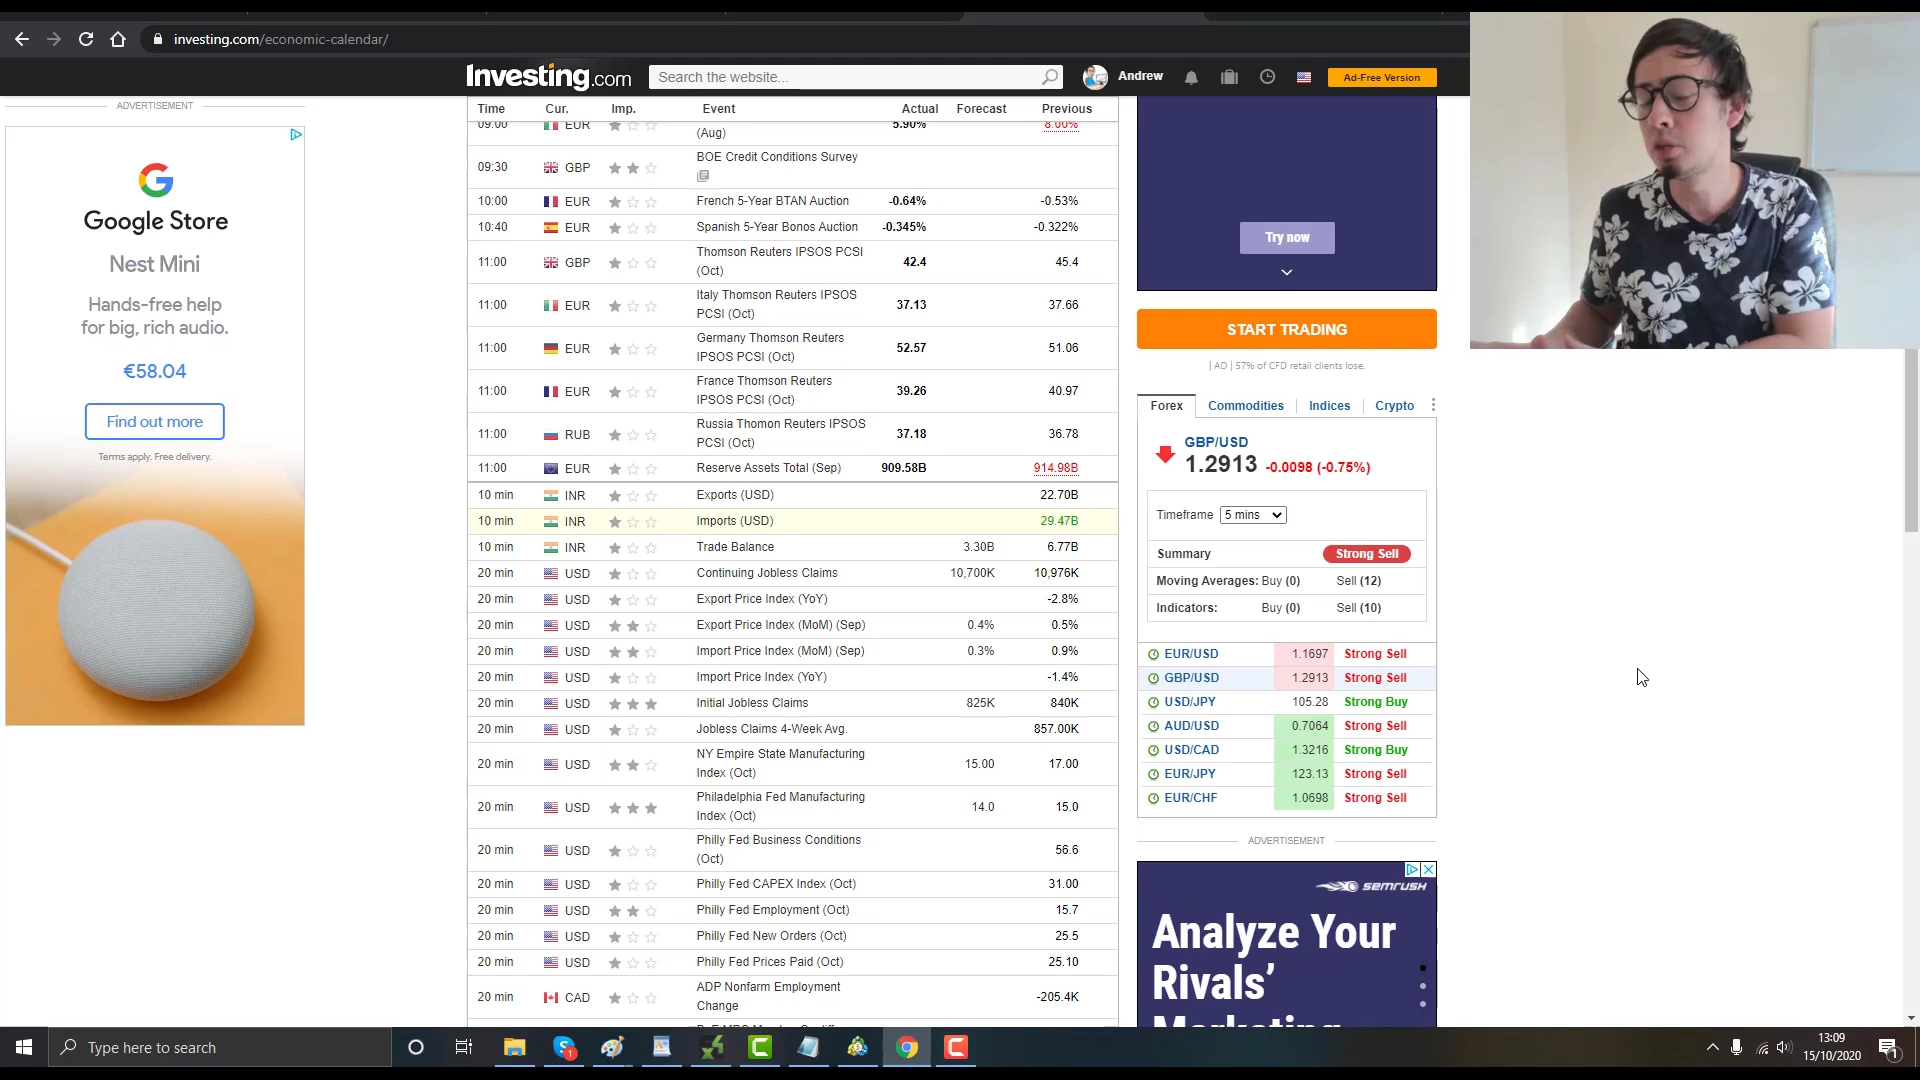 investing.com/economic-calendar/
Investing.com
Search the website...
Andrew
Ad-Free Version
ADVERTISEMENT
Google Store
Nest Mini
Hands-free help
for big, rich audio.
€58.04
Find out more
Terms apply. Free delivery.
Time Cur. Imp. Event Actual Forecast Previous
09:00 EUR (Aug) 5.90% 8.00%
09:30 GBP BOE Credit Conditions Survey
10:00 EUR French 5-Year BTAN Auction -0.64% -0.53%
10:40 EUR Spanish 5-Year Bonos Auction -0.345% -0.322%
11:00 GBP Thomson Reuters IPSOS PCSI (Oct) 42.4 45.4
11:00 EUR Italy Thomson Reuters IPSOS PCSI (Oct) 37.13 37.66
11:00 EUR Germany Thomson Reuters IPSOS PCSI (Oct) 52.57 51.06
11:00 EUR France Thomson Reuters IPSOS PCSI (Oct) 39.26 40.97
11:00 RUB Russia Thomon Reuters IPSOS PCSI (Oct) 37.18 36.78
11:00 EUR Reserve Assets Total (Sep) 909.58B 914.98B
10 min INR Exports (USD) 22.70B
10 min INR Imports (USD) 29.47B
10 min INR Trade Balance 3.30B 6.77B
20 min USD Continuing Jobless Claims 10,700K 10,976K
20 min USD Export Price Index (YoY) -2.8%
20 min USD Export Price Index (MoM) (Sep) 0.4% 0.5%
20 min USD Import Price Index (MoM) (Sep) 0.3% 0.9%
20 min USD Import Price Index (YoY) -1.4%
20 min USD Initial Jobless Claims 825K 840K
20 min USD Jobless Claims 4-Week Avg. 857.00K
20 min USD NY Empire State Manufacturing Index (Oct) 15.00 17.00
20 min USD Philadelphia Fed Manufacturing Index (Oct) 14.0 15.0
20 min USD Philly Fed Business Conditions (Oct) 56.6
20 min USD Philly Fed CAPEX Index (Oct) 31.00
20 min USD Philly Fed Employment (Oct) 15.7
20 min USD Philly Fed New Orders (Oct) 25.5
20 min USD Philly Fed Prices Paid (Oct) 25.10
20 min CAD ADP Nonfarm Employment Change -205.4K
Try now
START TRADING
| AD | 57% of CFD retail clients lose.
Forex Commodities Indices Crypto
GBP/USD
1.2913 -0.0098 (-0.75%)
Timeframe 5 mins
Summary Strong Sell
Moving Averages: Buy (0) Sell (12)
Indicators: Buy (0) Sell (10)
EUR/USD 1.1697 Strong Sell
GBP/USD 1.2913 Strong Sell
USD/JPY 105.28 Strong Buy
AUD/USD 0.7064 Strong Sell
USD/CAD 1.3216 Strong Buy
EUR/JPY 123.13 Strong Sell
EUR/CHF 1.0698 Strong Sell
ADVERTISEMENT
semrush
Analyze Your
Rivals'
Marketing
Type here to search
13:09
15/10/2020